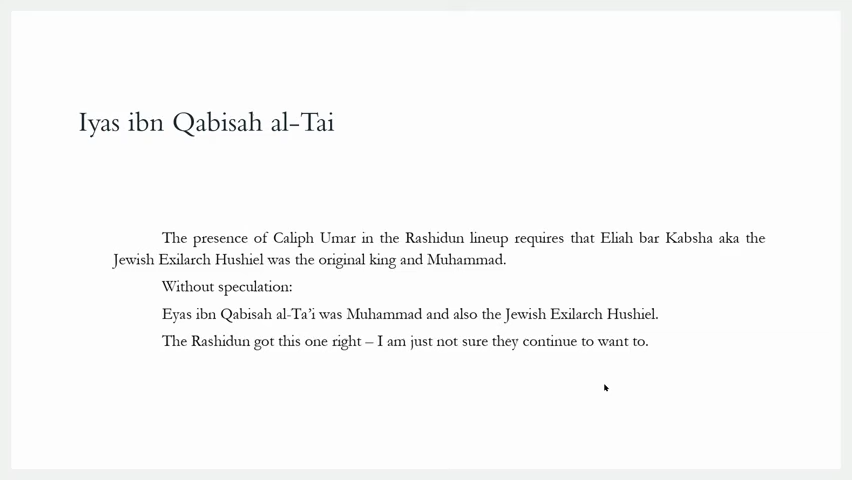 Iyas ibn Qabisah al-Tai
The presence of Caliph Umar in the Rashidun lineup requires that Eliah bar Kabsha aka the
Jewish Exilarch Hushiel was the original king and Muhammad.
Without speculation:
Eyas ibn Qabisah al-Ta’i was Muhammad and also the Jewish Exilarch Hushiel.
The Rashidun got this one right – I am just not sure they continue to want to.